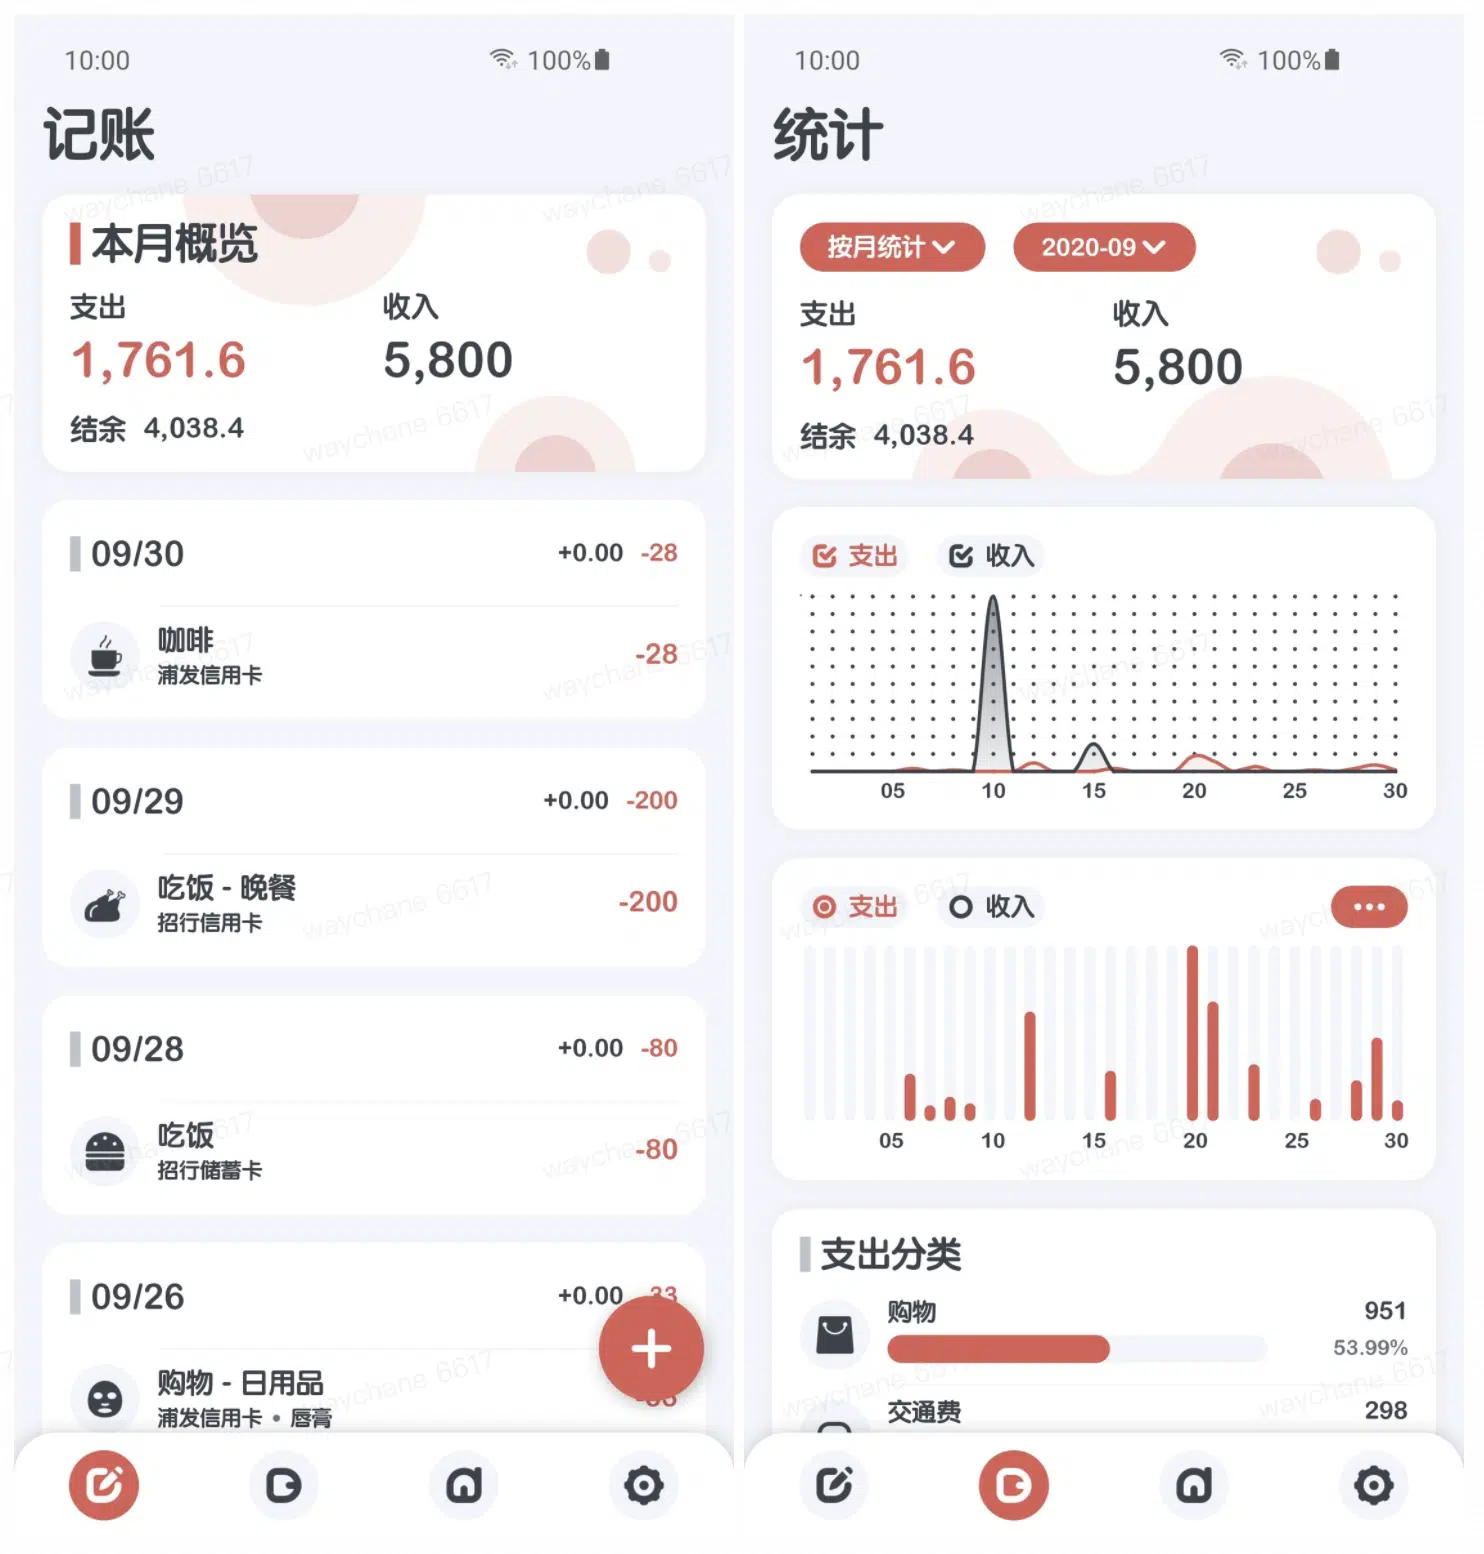 10:00
100%
记账
本月概览
支出
收入
1,761.6
5,800
结余 4,038.4
09/30
+0.00 -28
咖啡
浦发信用卡
-28
09/29
+0.00 -200
吃饭 - 晚餐
招行信用卡
-200
09/28
+0.00 -80
吃饭
招行储蓄卡
-80
09/26
+0.00
购物 - 日用品
浦发信用卡 • 唇膏
10:00
100%
统计
按月统计
2020-09
支出
收入
1,761.6
5,800
结余 4,038.4
支出
收入
05 10 15 20 25 30
支出
收入
05 10 15 20 25 30
支出分类
购物
951
53.99%
交通费
298
waychane 6617